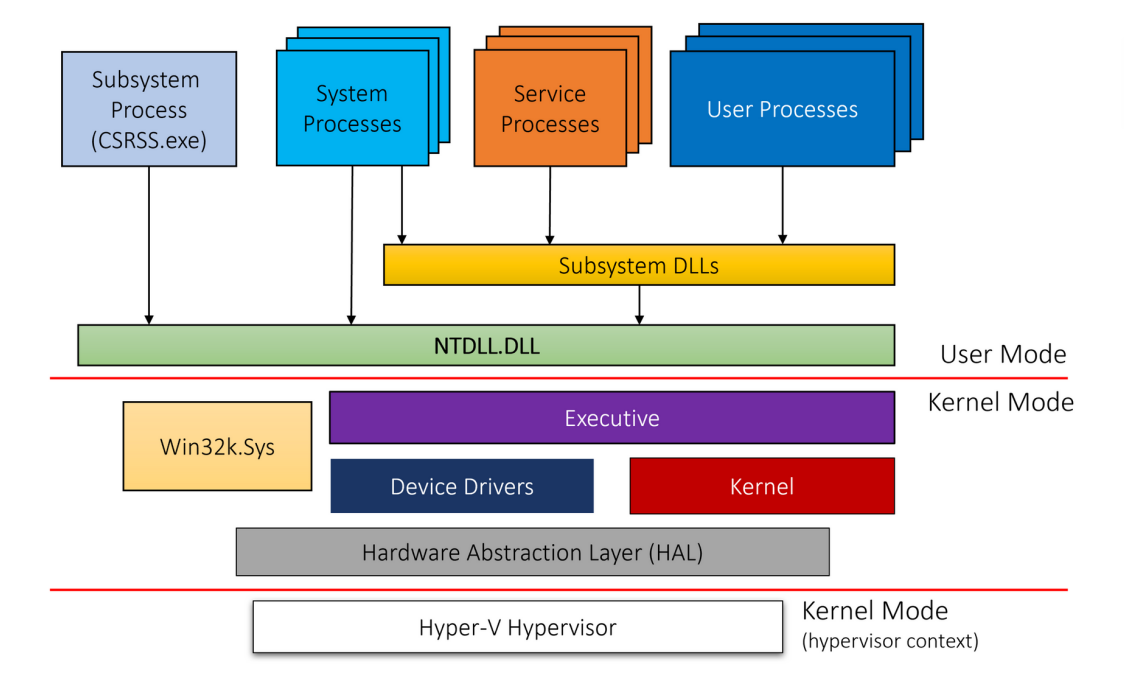 Subsystem
Process
(CSRSS.exe)
System
Processes
Service
Processes
User Processes
Subsystem DLLs
NTDLL.DLL
User Mode
Kernel Mode
Executive
Win32k.Sys
Device Drivers
Kernel
Hardware Abstraction Layer (HAL)
Hyper-V Hypervisor
Kernel Mode
(hypervisor context)